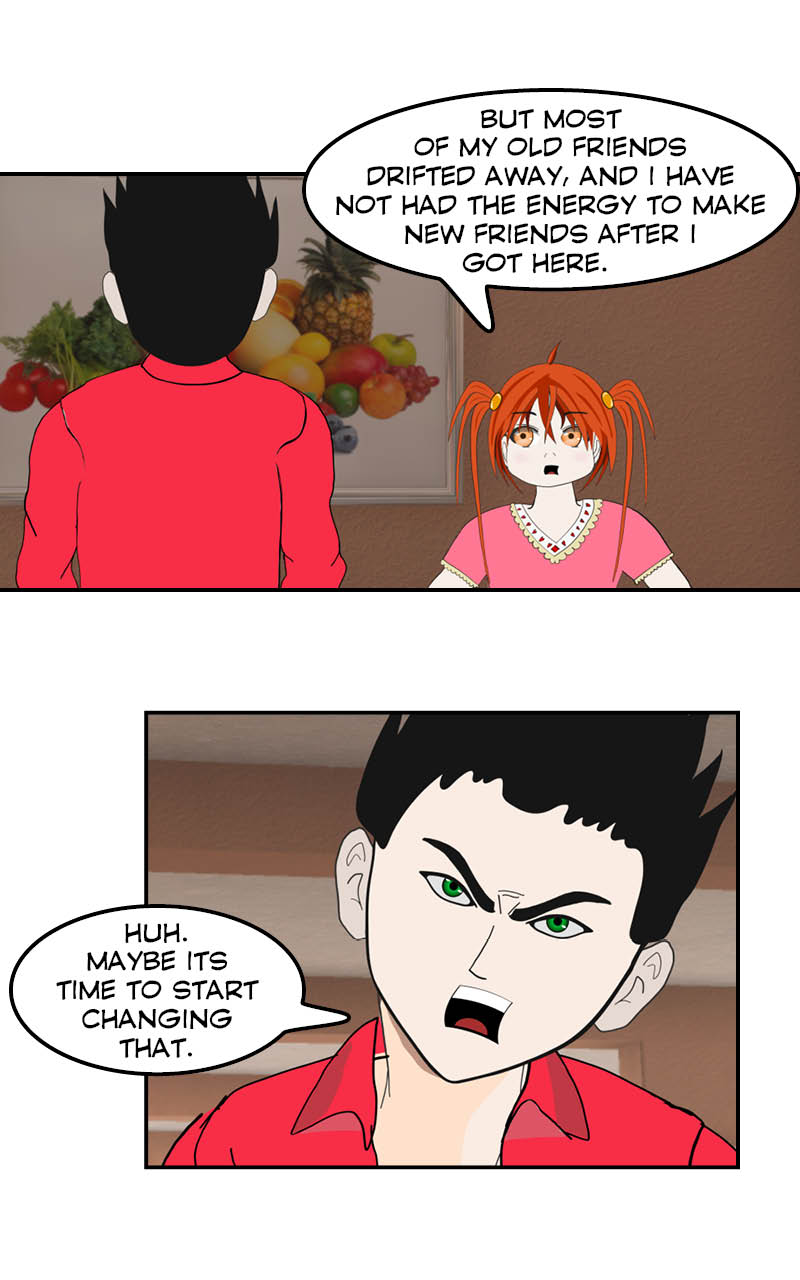 BUT MOST
OF MY OLD FRIENDS
DRIFTED AWAY, AND I HAVE
NOT HAD THE ENERGY TO MAKE
NEW FRIENDS AFTER I
GOT HERE.
HUH.
MAYBE ITS
TIME TO START
CHANGING
THAT.